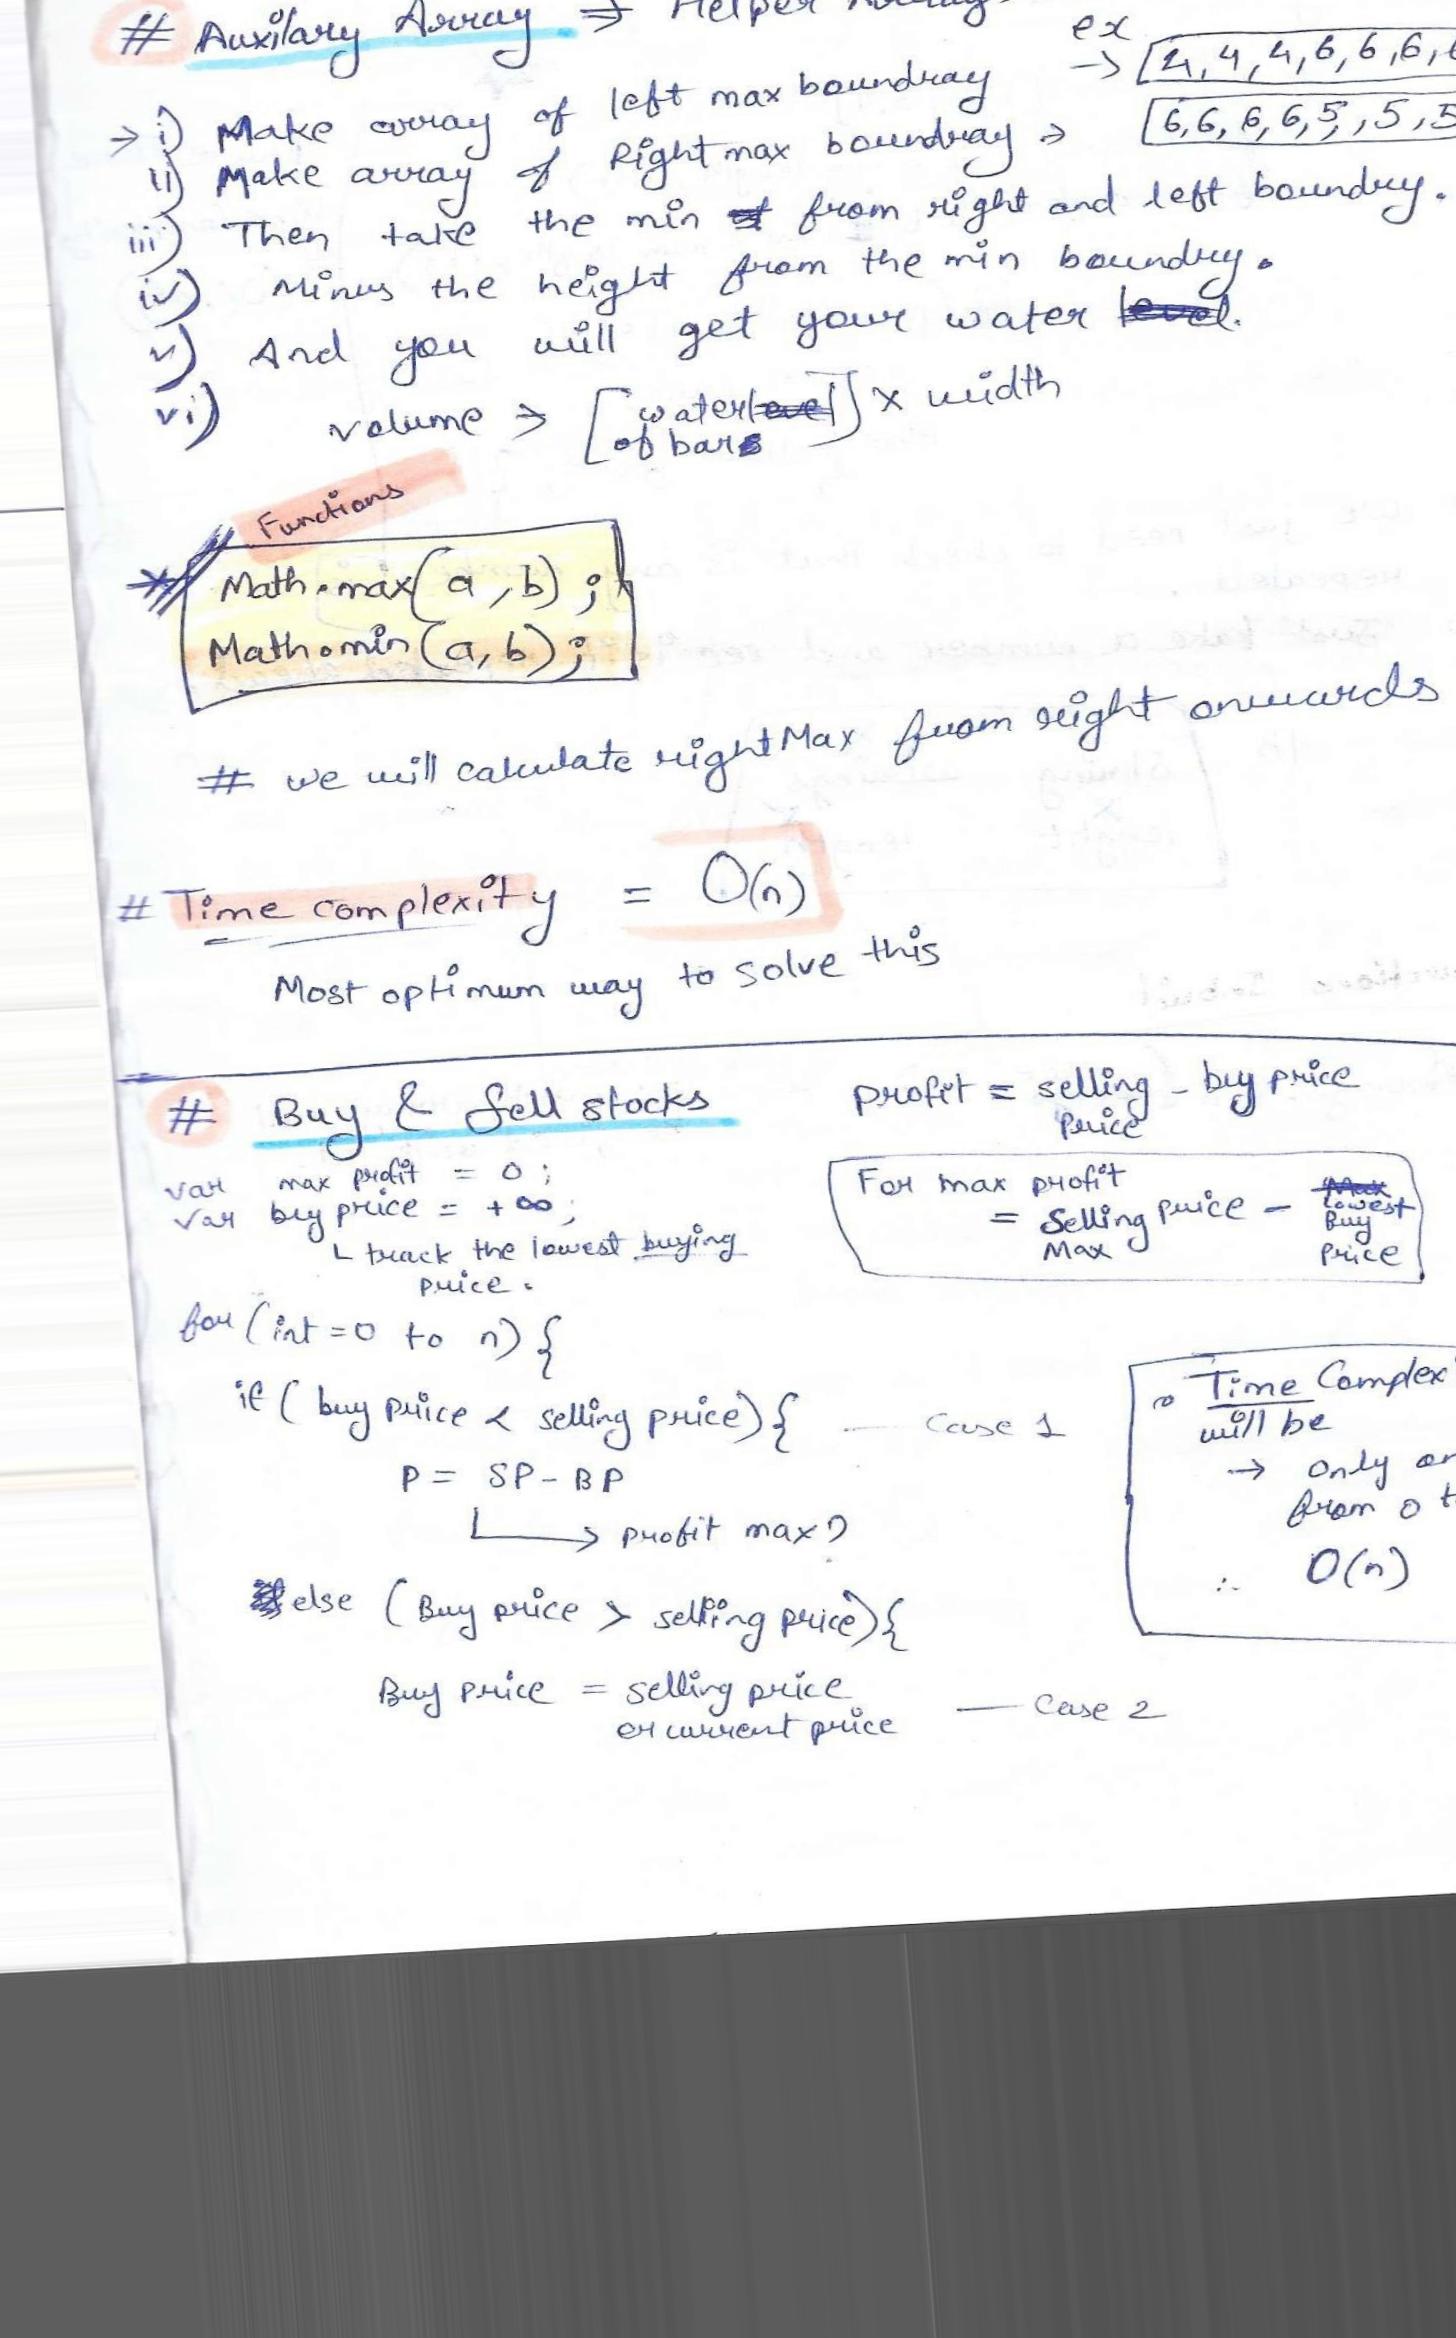 # Auxilary Array ⇒ Helper Array.
ex
→ i) Make array of left max boundray → [4, 4, 4, 6, 6, 6, 6
ii) Make array of Right max boundray → [6, 6, 6, 6, 5, , 5, 5
iii) Then take the min from right and left boundry.
iv) Minus the height from the min boundry.
v) And you will get your water level.
vi) volume → [water level of bars] x width
Functions
Math.max(a, b);
Math.min(a, b);
# we will calculate rightMax from right onwards
# Time complexity = O(n)
Most optimum way to solve this
# Buy & Sell stocks
Profit = selling Price - buy price
var max profit = 0;
var buy price = +∞;
L track the lowest buying
price.
For max profit
= Selling price Max - Max lowest Buy Price
for (int = 0 to n) {
if ( buy price < selling price) { — Case 1
P = SP - BP
→ profit max?
else (Buy price > selling price) {
Buy price = selling price
or current price — Case 2
○ Time Complex
will be
→ only
from 0
∴ O(n)